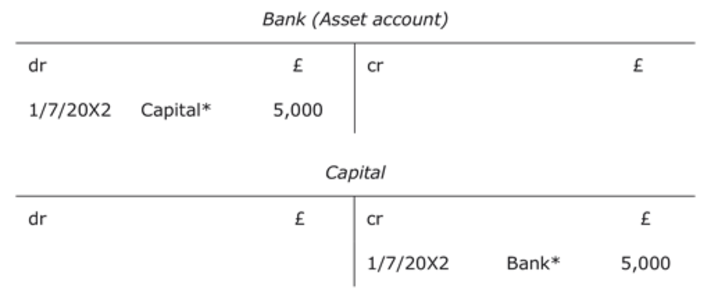 Bank (Asset account)
dr £ cr £
1/7/20X2 Capital* 5,000
Capital
dr £ cr £
1/7/20X2 Bank* 5,000